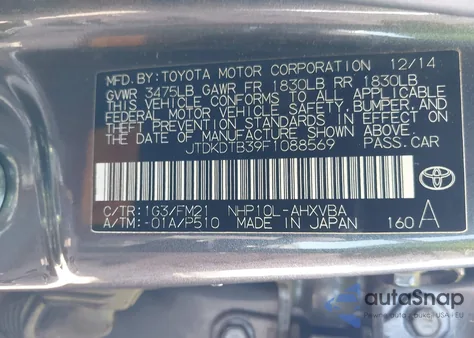 MFD. BY: TOYOTA MOTOR CORPORATION 12/14
GVWR 3475LB GAWR FR 1830LB RR 1830LB
THIS VEHICLE CONFORMS TO ALL APPLICABLE
FEDERAL MOTOR VEHICLE SAFETY, BUMPER, AND
THEFT PREVENTION STANDARDS IN EFFECT ON
THE DATE OF MANUFACTURE SHOWN ABOVE.
JTDKDTB39F1088569 PASS. CAR
C/TR: 1G3/FM21 NHP10L-AHXVBA
A/TM: -01A/P510 MADE IN JAPAN 160 A
TOYOTA
autoSnap